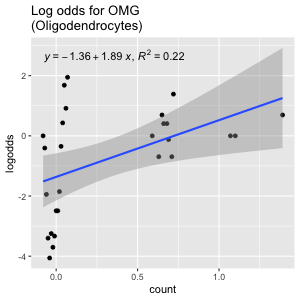 Log odds for OMG
(Oligodendrocytes)
y = −1.36 + 1.89 x, R² = 0.22
logodds
2
0
-2
-4
0.0 0.5 1.0
count